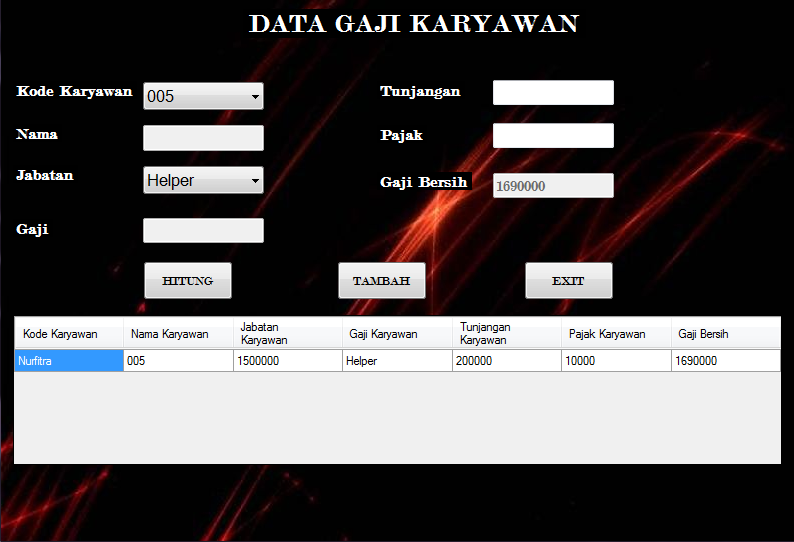 DATA GAJI KARYAWAN
Kode Karyawan 005 Tunjangan
Nama Pajak
Jabatan Helper Gaji Bersih 1690000
Gaji
HITUNG TAMBAH EXIT
Kode Karyawan Nama Karyawan Jabatan Karyawan Gaji Karyawan Tunjangan Karyawan Pajak Karyawan Gaji Bersih
Nurfitra 005 1500000 Helper 200000 10000 1690000